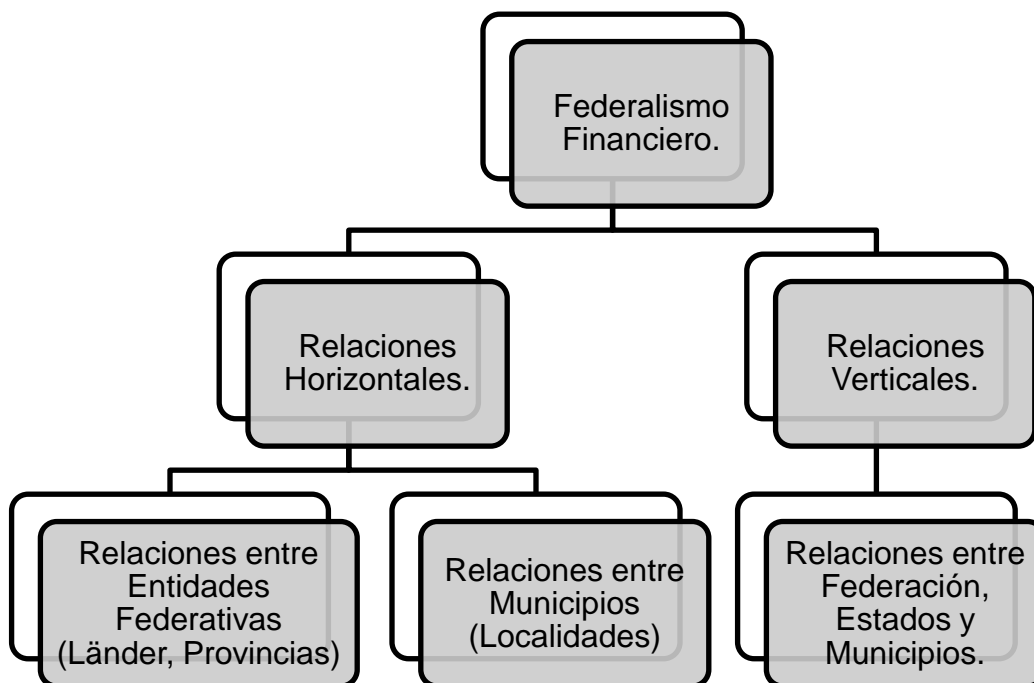 Federalismo
Financiero.
Relaciones
Horizontales.
Relaciones
Verticales.
Relaciones entre
Entidades
Federativas
(Länder, Provincias)
Relaciones entre
Municipios
(Localidades)
Relaciones entre
Federación,
Estados y
Municipios.